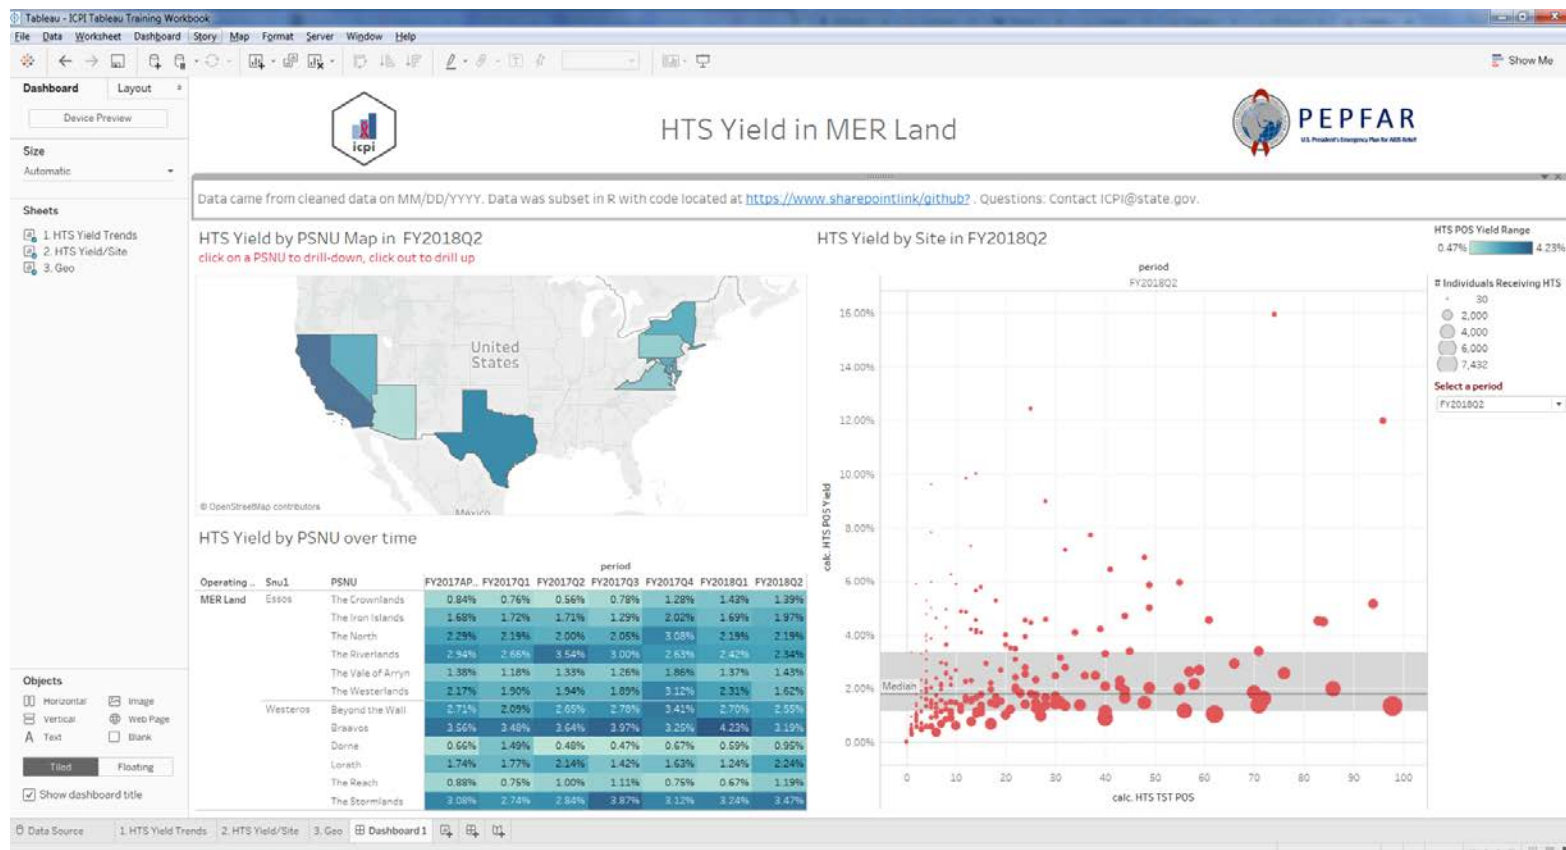 Tableau - ICPI Tableau Training Workbook
File Data Worksheet Dashboard Story Map Format Server Window Help
Show Me
Dashboard Layout
Device Preview
Size
Automatic
Sheets
1. HTS Yield Trends
2. HTS Yield/Site
3. Geo
Objects
Horizontal Image
Vertical Web Page
A Text Blank
Tiled Floating
Show dashboard title
icpi
HTS Yield in MER Land
PEPFAR
U.S. President's Emergency Plan for AIDS Relief
Data came from cleaned data on MM/DD/YYYY. Data was subset in R with code located at https://www.sharepointlink/github? . Questions: Contact ICPI@state.gov.
HTS Yield by PSNU Map in FY2018Q2
click on a PSNU to drill-down, click out to drill up
United
States
Mexico
© OpenStreetMap contributors
HTS Yield by PSNU over time
period
Operating .. Snu1 PSNU FY2017AP.. FY2017Q1 FY2017Q2 FY2017Q3 FY2017Q4 FY2018Q1 FY2018Q2
MER Land Essos The Crownlands 0.84% 0.76% 0.56% 0.78% 1.28% 1.43% 1.39%
The Iron Islands 1.68% 1.72% 1.71% 1.29% 2.02% 1.69% 1.97%
The North 2.29% 2.19% 2.00% 2.05% 3.08% 2.19% 2.19%
The Riverlands 2.94% 2.66% 3.54% 3.00% 2.63% 2.42% 2.34%
The Vale of Arryn 1.38% 1.18% 1.33% 1.26% 1.86% 1.37% 1.43%
The Westerlands 2.17% 1.90% 1.94% 1.89% 3.12% 2.31% 1.62%
Westeros Beyond the Wall 2.71% 2.09% 2.65% 2.78% 3.41% 2.70% 2.55%
Braavos 3.56% 3.48% 3.64% 3.97% 3.26% 4.23% 3.19%
Dorne 0.66% 1.49% 0.48% 0.47% 0.67% 0.59% 0.95%
Lorath 1.74% 1.77% 2.14% 1.42% 1.63% 1.24% 2.24%
The Reach 0.88% 0.75% 1.00% 1.11% 0.75% 0.67% 1.19%
The Stormlands 3.08% 2.74% 2.84% 3.87% 3.12% 3.24% 3.47%
HTS Yield by Site in FY2018Q2
period
FY2018Q2
calc. HTS POS Yield
16.00%
14.00%
12.00%
10.00%
8.00%
6.00%
4.00%
2.00%
0.00%
Median
0 10 20 30 40 50 60 70 80 90 100
calc. HTS TST POS
HTS POS Yield Range
0.47% 4.23%
# Individuals Receiving HTS
30
2,000
4,000
6,000
7,432
Select a period
FY2018Q2
Data Source 1. HTS Yield Trends 2. HTS Yield/Site 3. Geo Dashboard 1